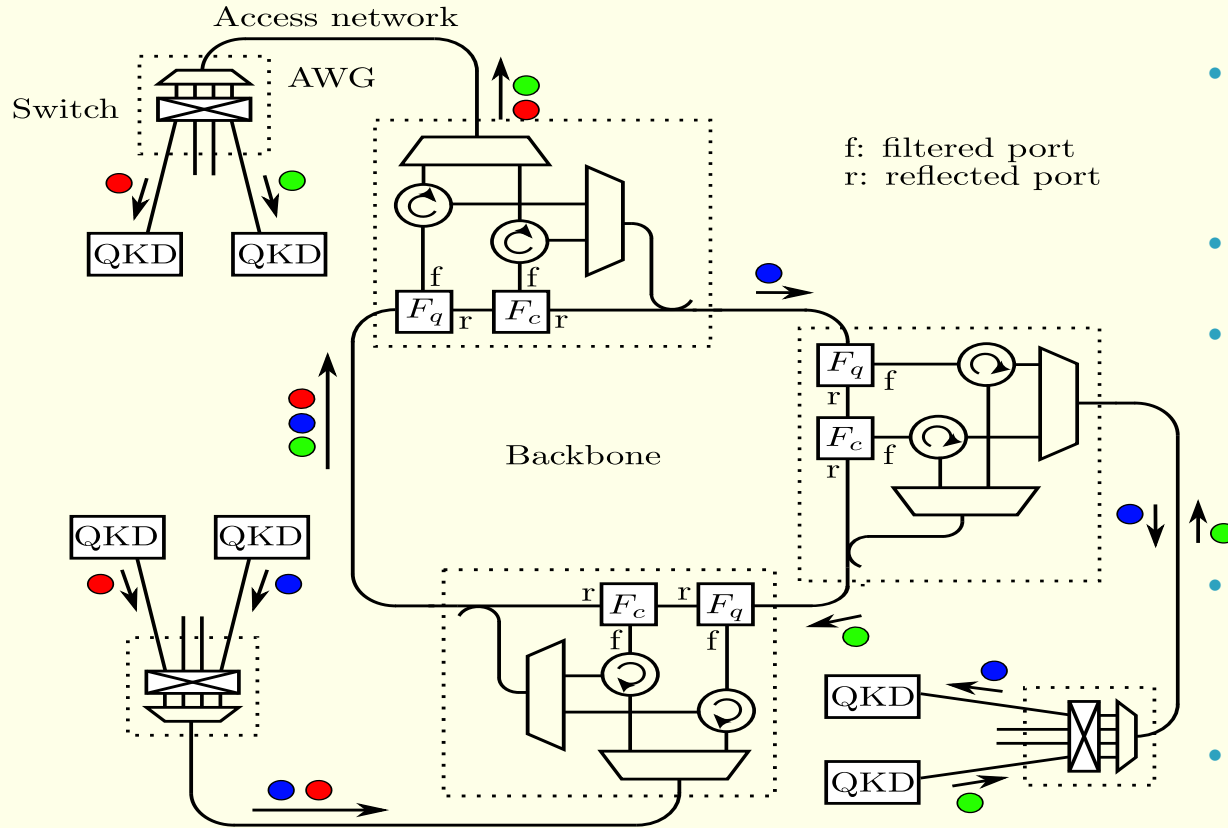 Access network
AWG
Switch
f: filtered port
r: reflected port
QKD
QKD
f
f
F_q
r
F_c
r
F_q
f
r
F_c
f
r
Backbone
QKD
QKD
r
F_c
r
F_q
f
f
QKD
QKD